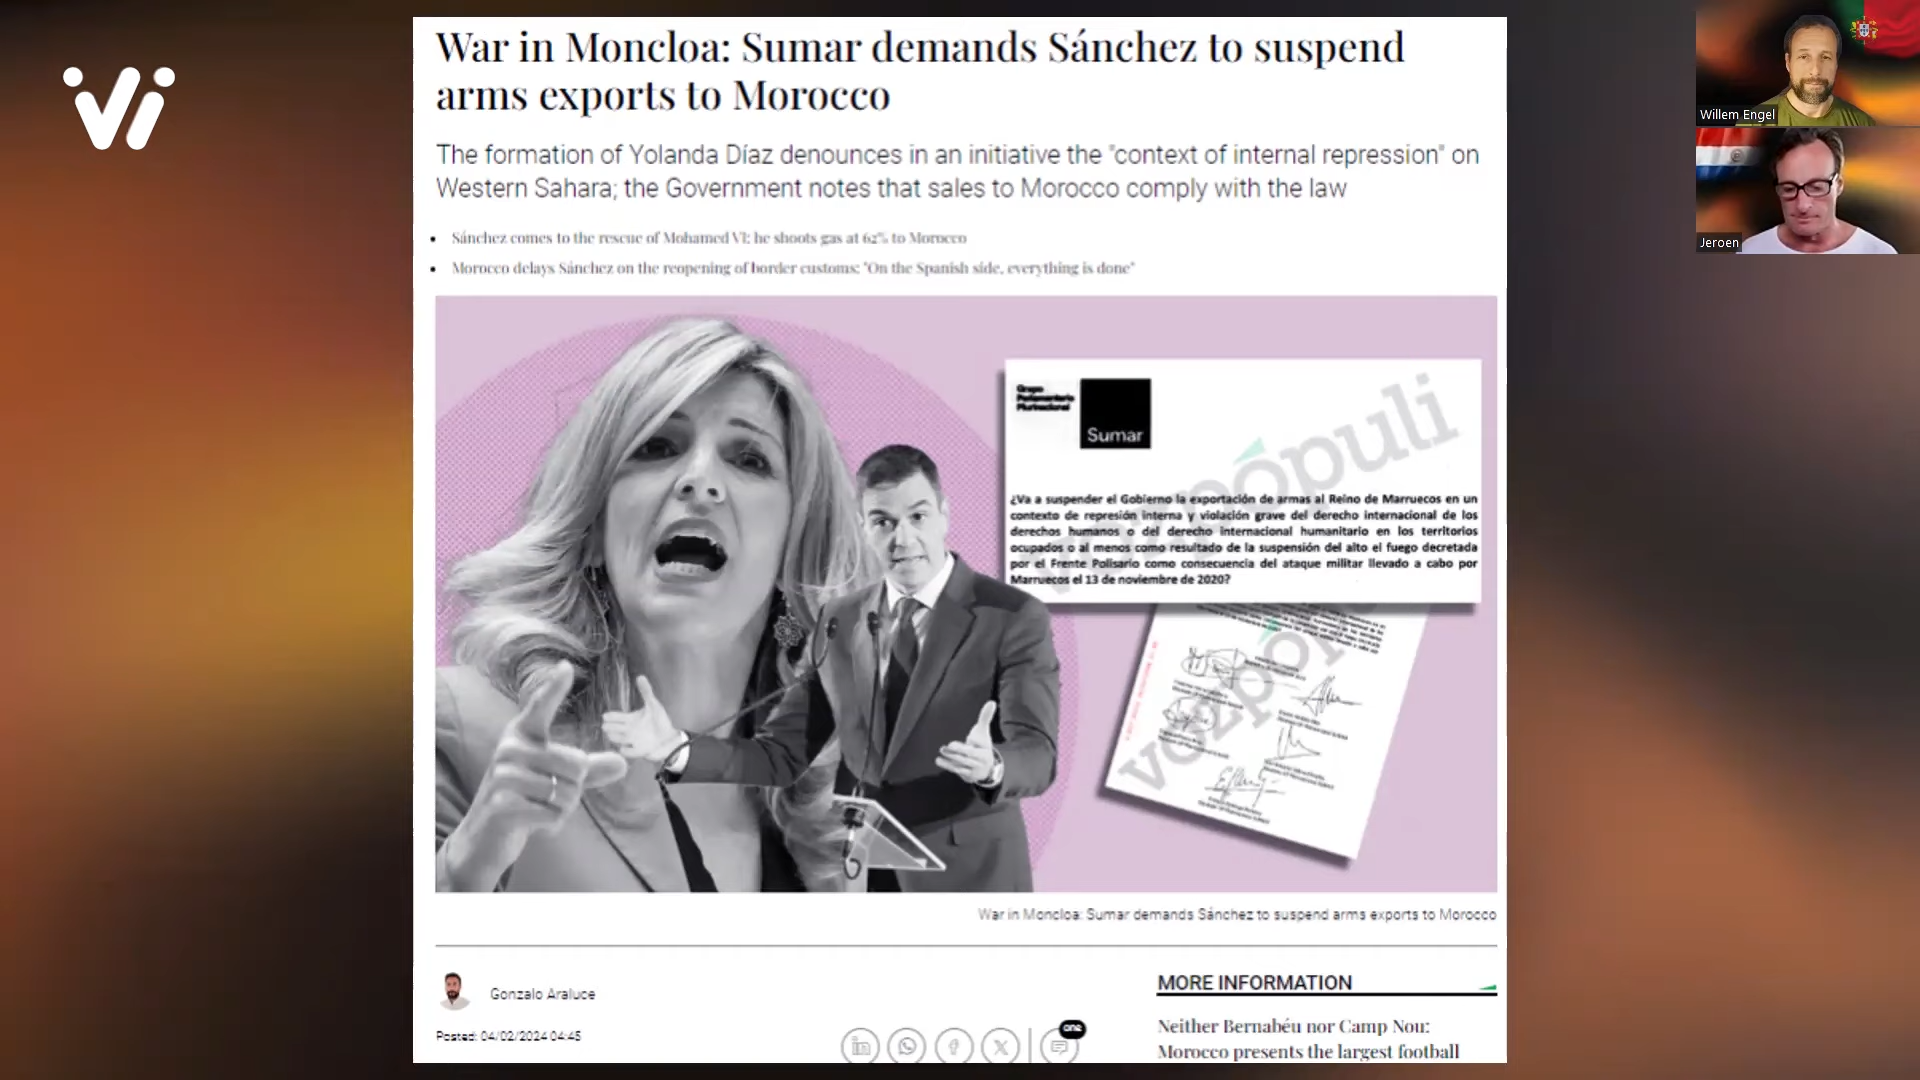 War in Moncloa: Sumar demands Sánchez to suspend
arms exports to Morocco
The formation of Yolanda Díaz denounces in an initiative the "context of internal repression" on
Western Sahara; the Government notes that sales to Morocco comply with the law
Sánchez comes to the rescue of Mohamed VI: he shoots gas at 62% to Morocco
Morocco delays Sánchez on the reopening of border customs: "On the Spanish side, everything is done"
Grupo
Parlamentario
Plurinacional
Sumar
vozpópuli
¿Va a suspender el Gobierno la exportación de armas al Reino de Marruecos en un
contexto de represión interna y violación grave del derecho internacional de los
derechos humanos o del derecho internacional humanitario en los territorios
ocupados o al menos como resultado de la suspensión del alto el fuego decretada
por el Frente Polisario como consecuencia del ataque militar llevado a cabo por
Marruecos el 13 de noviembre de 2020?
vozpópuli
War in Moncloa: Sumar demands Sánchez to suspend arms exports to Morocco
Gonzalo Araluce
Posted: 04/02/2024 04:45
one
MORE INFORMATION
Neither Bernabéu nor Camp Nou:
Morocco presents the largest football
Willem Engel
Jeroen